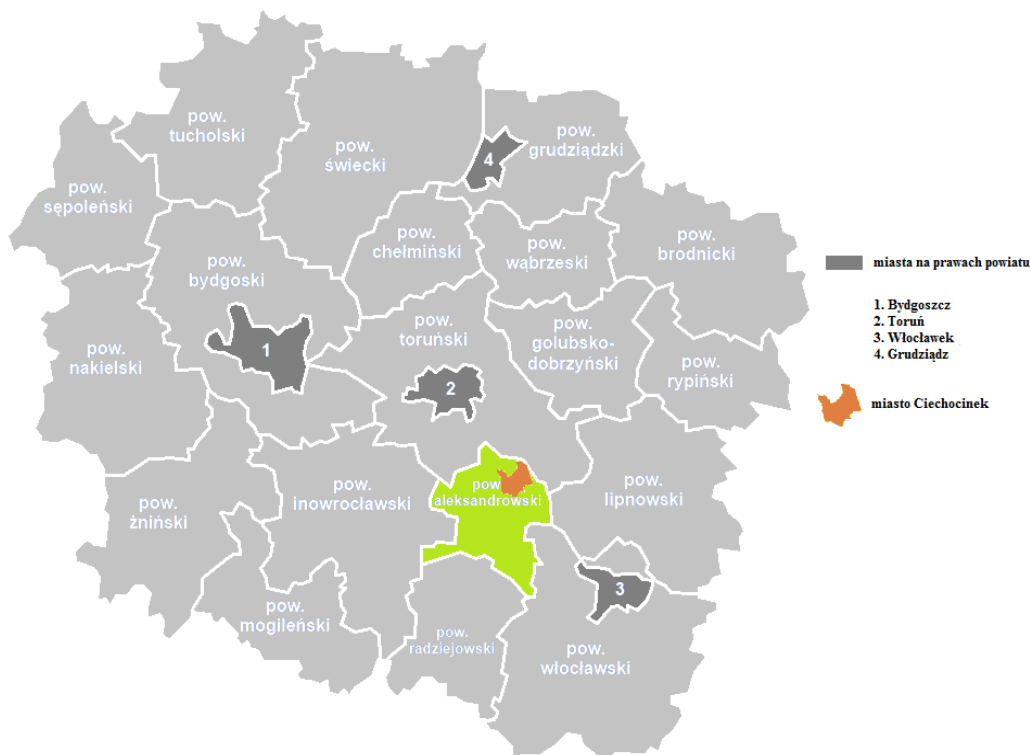 pow.
tucholski
pow.
świecki
4
pow.
grudziądzki
pow.
sępoleński
pow.
chełmiński
pow.
wąbrzeski
pow.
brodnicki
pow.
bydgoski
1
pow.
toruński
2
pow.
golubsko-
dobrzyński
pow.
rypiński
pow.
nakielski
pow.
żniński
pow.
inowrocławski
pow
aleksandrowski
pow.
lipnowski
3
pow.
mogileński
pow.
radziejowski
pow.
włocławski
miasta na prawach powiatu
1. Bydgoszcz
2. Toruń
3. Włocławek
4. Grudziądz
miasto Ciechocinek